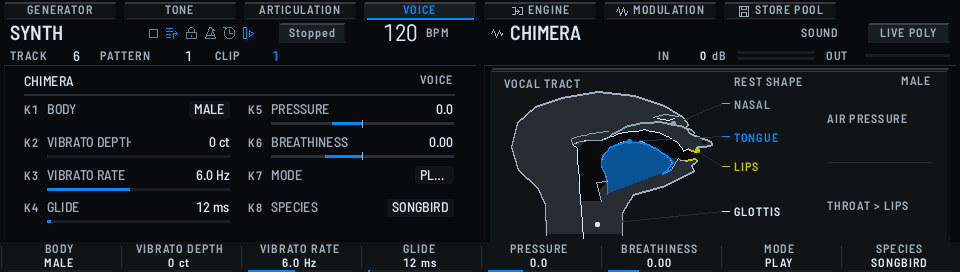 GENERATOR TONE ARTICULATION VOICE ENGINE MODULATION STORE POOL
SYNTH Stopped 120 BPM CHIMERA SOUND LIVE POLY
TRACK 6 PATTERN 1 CLIP 1 IN 0 dB OUT
CHIMERA VOICE
K1 BODY MALE K5 PRESSURE 0.0
K2 VIBRATO DEPTH 0 ct K6 BREATHINESS 0.00
K3 VIBRATO RATE 6.0 Hz K7 MODE PL...
K4 GLIDE 12 ms K8 SPECIES SONGBIRD
VOCAL TRACT REST SHAPE MALE
NASAL
AIR PRESSURE
TONGUE
LIPS
THROAT > LIPS
GLOTTIS
BODY VIBRATO DEPTH VIBRATO RATE GLIDE PRESSURE BREATHINESS MODE SPECIES
MALE 0 ct 6.0 Hz 12 ms 0.0 0.00 PLAY SONGBIRD